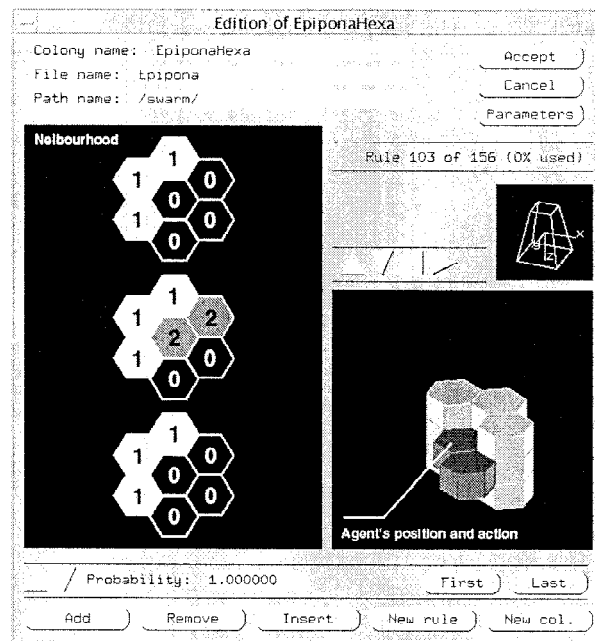 Edition of EpiponaHexa
Colony name: EpiponaHexa
File name: Epipona
Path name: /swarm/
Accept
Cancel
Parameters
Neibourhood
1
1 0
0
1 0
0
1
1 2
2
1 0
0
1
1 0
0
1 0
0
Rule 103 of 156 (0% used)
x
z
Agent's position and action
Probability: 1.000000
First Last
Add Remove Insert New rule New col.